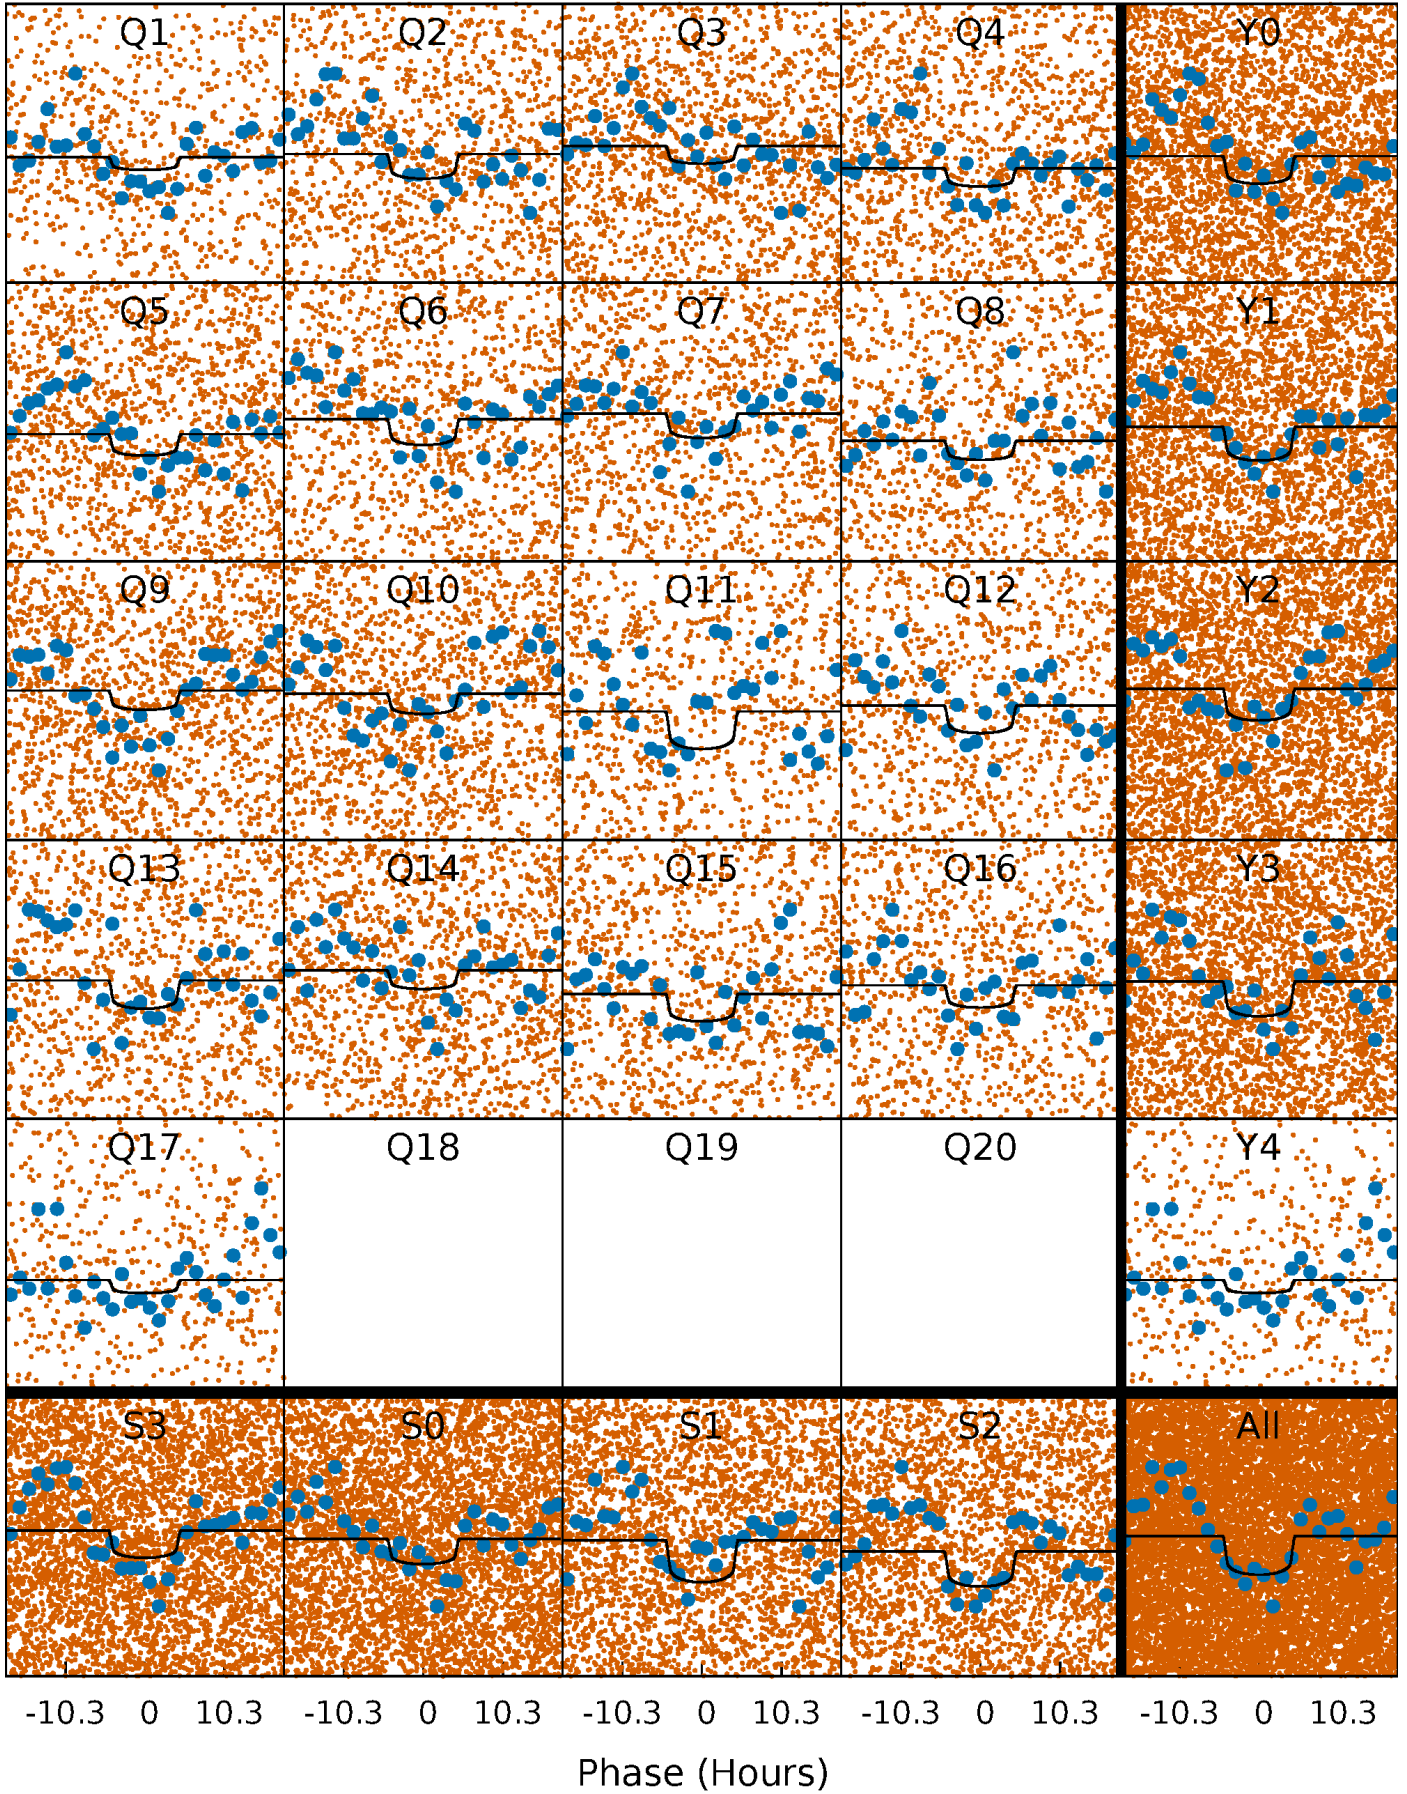 Q1 Q2 Q3 Q4 Y0
Q5 Q6 Q7 Q8 Y1
Q9 Q10 Q11 Q12 Y2
Q13 Q14 Q15 Q16 Y3
Q17 Q18 Q19 Q20 Y4
S3 S0 S1 S2 All
-10.3 0 10.3 -10.3 0 10.3 -10.3 0 10.3 -10.3 0 10.3 -10.3 0 10.3
Phase (Hours)